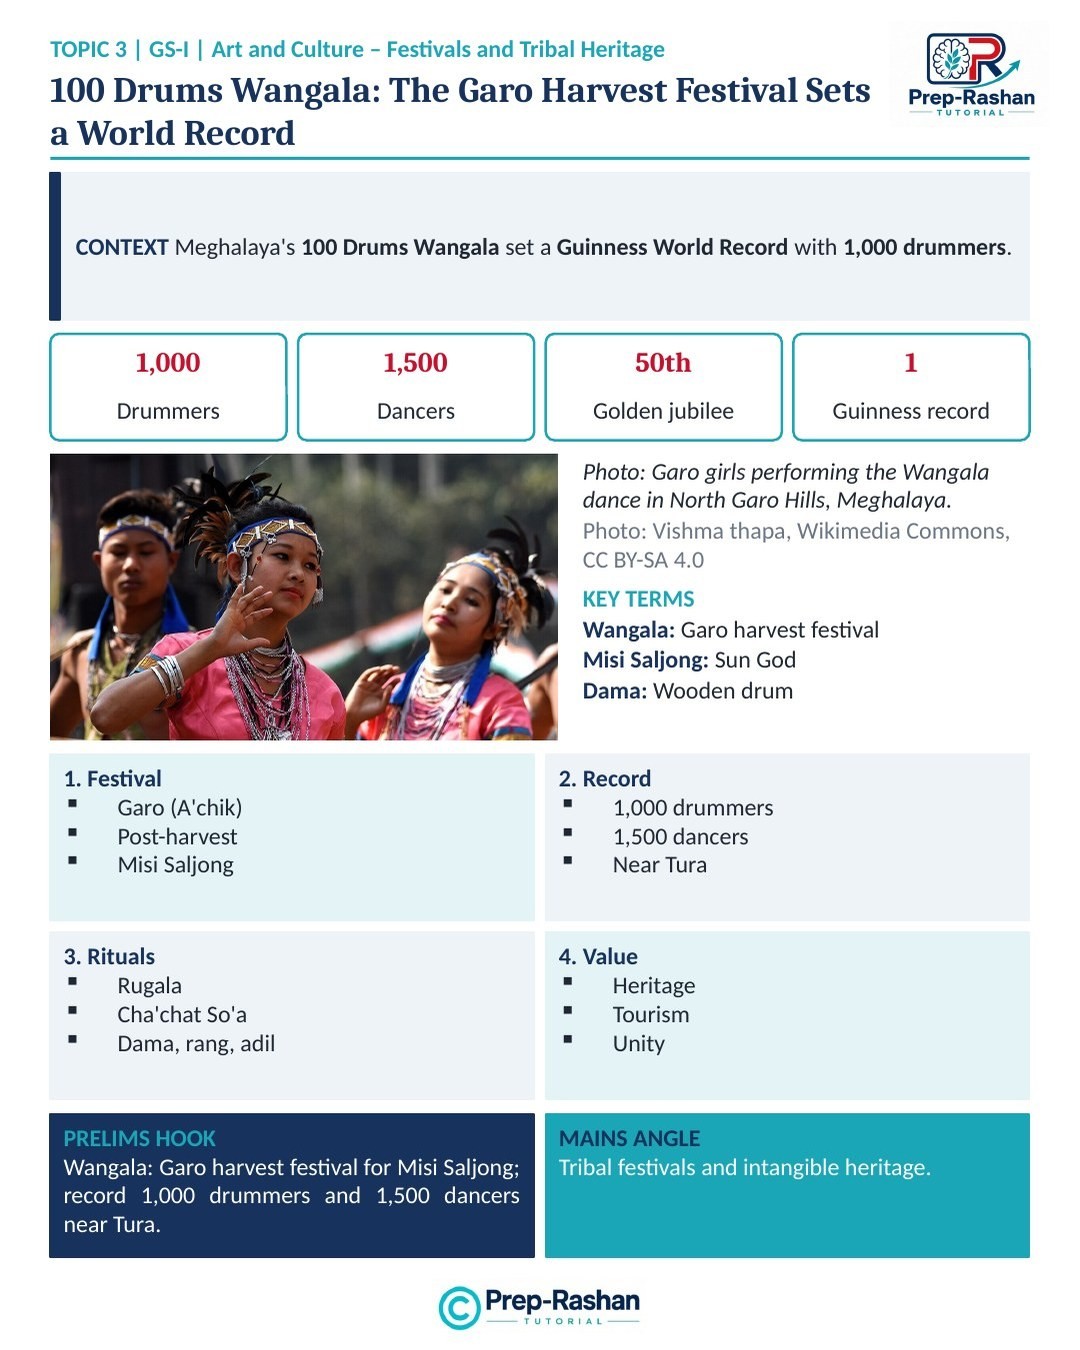 TOPIC 3 | GS-I | Art and Culture – Festivals and Tribal Heritage
100 Drums Wangala: The Garo Harvest Festival Sets
a World Record
Prep-Rashan
TUTORIAL
CONTEXT Meghalaya's 100 Drums Wangala set a Guinness World Record with 1,000 drummers.
1,000
Drummers
1,500
Dancers
50th
Golden jubilee
1
Guinness record
Photo: Garo girls performing the Wangala
dance in North Garo Hills, Meghalaya.
Photo: Vishma thapa, Wikimedia Commons,
CC BY-SA 4.0
KEY TERMS
Wangala: Garo harvest festival
Misi Saljong: Sun God
Dama: Wooden drum
1. Festival
▪ Garo (A'chik)
▪ Post-harvest
▪ Misi Saljong
2. Record
▪ 1,000 drummers
▪ 1,500 dancers
▪ Near Tura
3. Rituals
▪ Rugala
▪ Cha'chat So'a
▪ Dama, rang, adil
4. Value
▪ Heritage
▪ Tourism
▪ Unity
PRELIMS HOOK
Wangala: Garo harvest festival for Misi Saljong;
record 1,000 drummers and 1,500 dancers
near Tura.
MAINS ANGLE
Tribal festivals and intangible heritage.
© Prep-Rashan
TUTORIAL